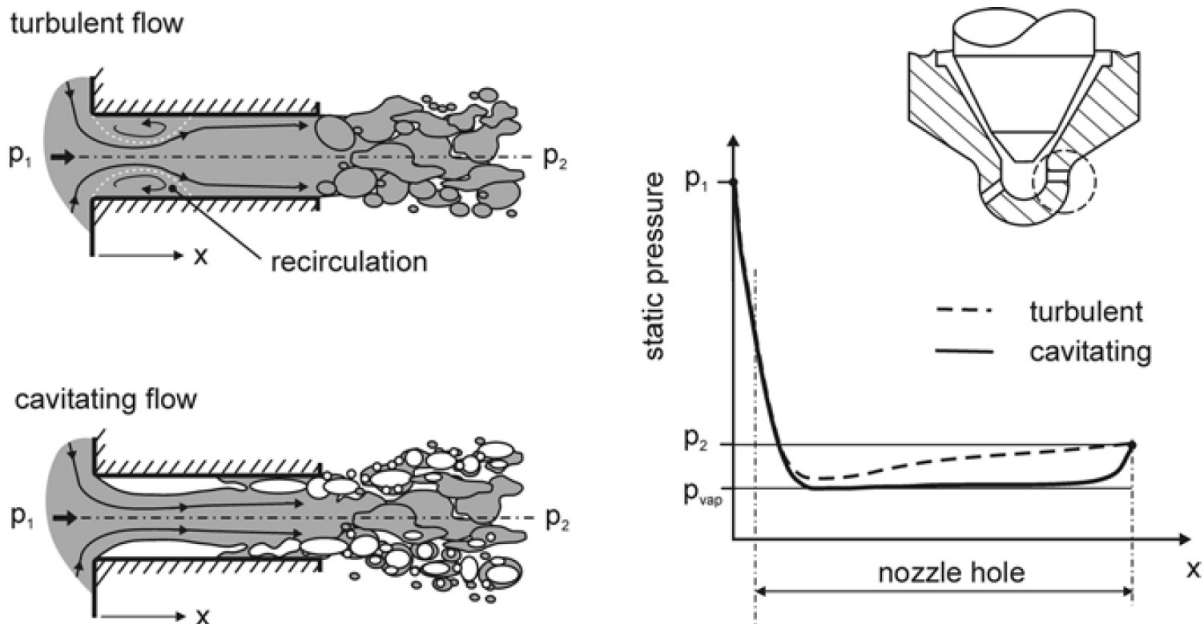 turbulent flow
p₁
p₂
x
recirculation
cavitating flow
p₁
p₂
x
static pressure
p₁
turbulent
cavitating
p₂
pvap
nozzle hole
x